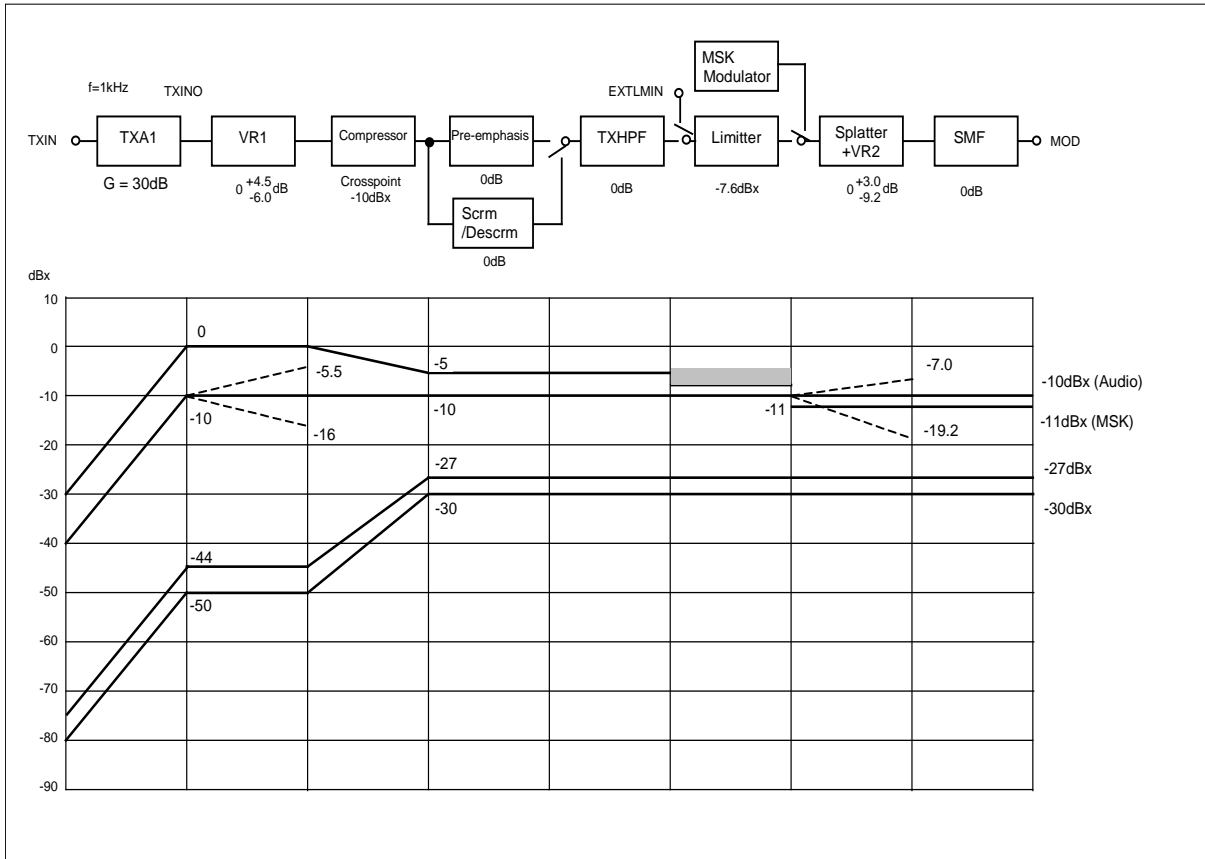 MSK
Modulator
f=1kHz
TXINO
EXTLMIN
TXIN
TXA1
VR1
Compressor
Pre-emphasis
TXHPF
Limitter
Splatter
+VR2
SMF
MOD
G = 30dB
0 +4.5 -6.0 dB
Crosspoint
-10dBx
0dB
0dB
-7.6dBx
0 +3.0 -9.2 dB
0dB
Scrm
/Descrm
0dB
dBx
10
0
-10
-20
-30
-40
-50
-60
-70
-80
-90
0
-5
-5.5
-7.0
-10dBx (Audio)
-10
-10
-11
-11dBx (MSK)
-16
-19.2
-27
-27dBx
-30
-30dBx
-44
-50